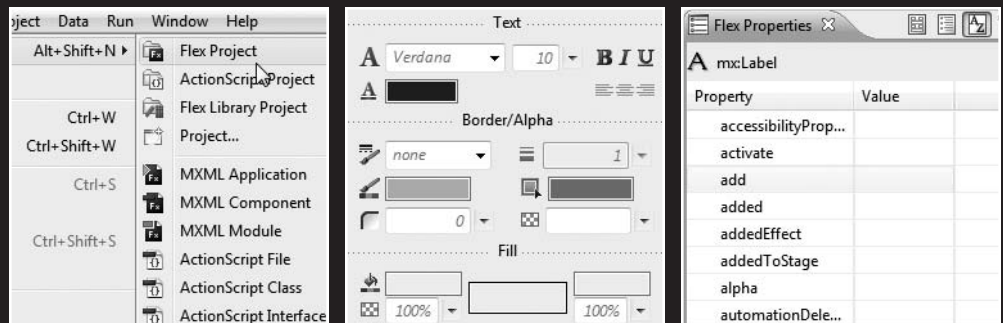 oject Data Run Window Help
Alt+Shift+N Flex Project
ActionScript Project
Flex Library Project
Ctrl+W
Project...
Ctrl+Shift+W
MXML Application
Ctrl+S
MXML Component
MXML Module
Ctrl+Shift+S
ActionScript File
ActionScript Class
ActionScript Interface
Text
A Verdana 10 B I U
A
Border/Alpha
none 1
0
Fill
100% 100%
Flex Properties
A mx:Label
Property Value
accessibilityProp...
activate
add
added
addedEffect
addedToStage
alpha
automationDele...